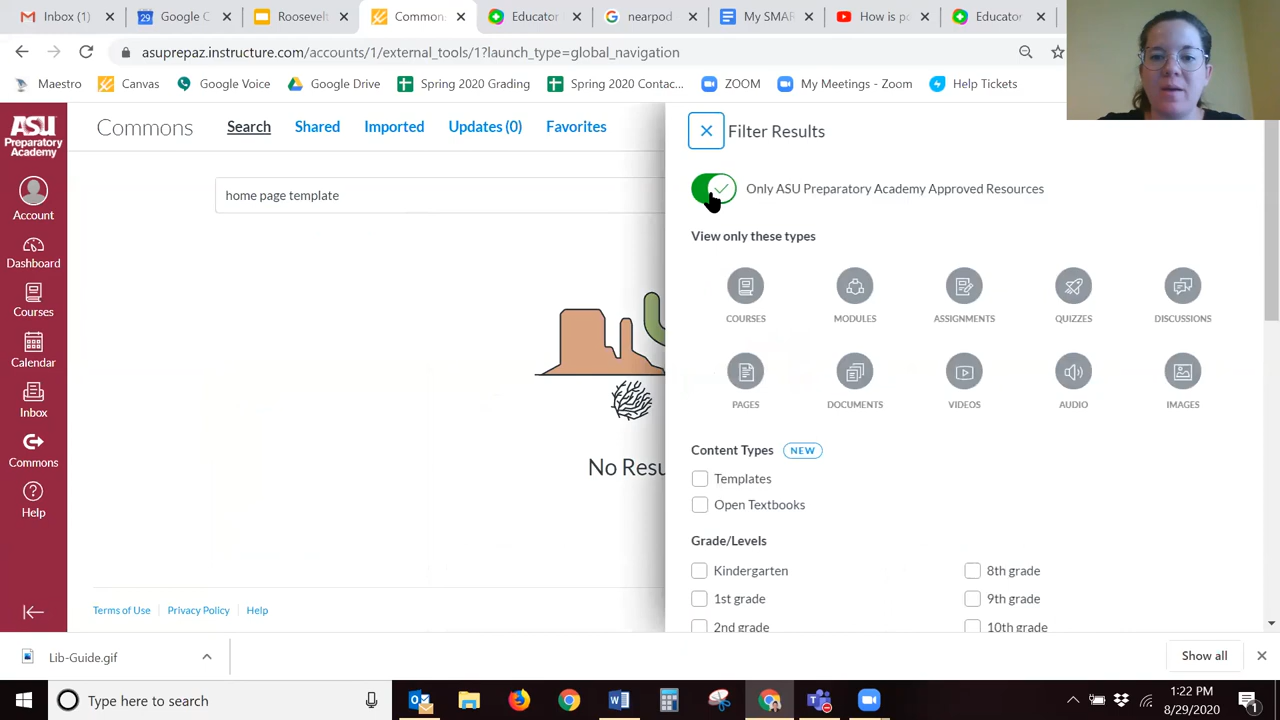 Inbox (1)
Google C
Roosevelt
Commons
Educator
nearpod
My SMAR
How is po
Educator
asuprepaz.instructure.com/accounts/1/external_tools/1?launch_type=global_navigation
Maestro
Canvas
Google Voice
Google Drive
Spring 2020 Grading
Spring 2020 Contac...
ZOOM
My Meetings - Zoom
Help Tickets
ASU
Preparatory
Academy
Account
Dashboard
Courses
Calendar
Inbox
Commons
Help
Commons
Search
Shared
Imported
Updates (0)
Favorites
home page template
No Resu
Terms of Use
Privacy Policy
Help
Filter Results
Only ASU Preparatory Academy Approved Resources
View only these types
COURSES
MODULES
ASSIGNMENTS
QUIZZES
DISCUSSIONS
PAGES
DOCUMENTS
VIDEOS
AUDIO
IMAGES
Content Types NEW
Templates
Open Textbooks
Grade/Levels
Kindergarten
8th grade
1st grade
9th grade
2nd grade
10th grade
Lib-Guide.gif
Show all
Type here to search
1:22 PM
8/29/2020
1